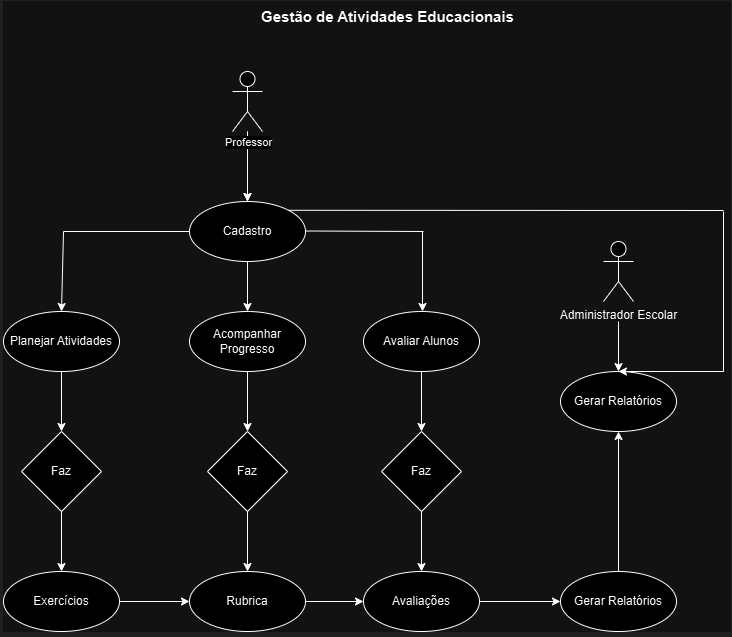 Gestão de Atividades Educacionais
Professor
Cadastro
Administrador Escolar
Planejar Atividades
Acompanhar
Progresso
Avaliar Alunos
Gerar Relatórios
Faz
Faz
Faz
Exercícios
Rubrica
Avaliações
Gerar Relatórios